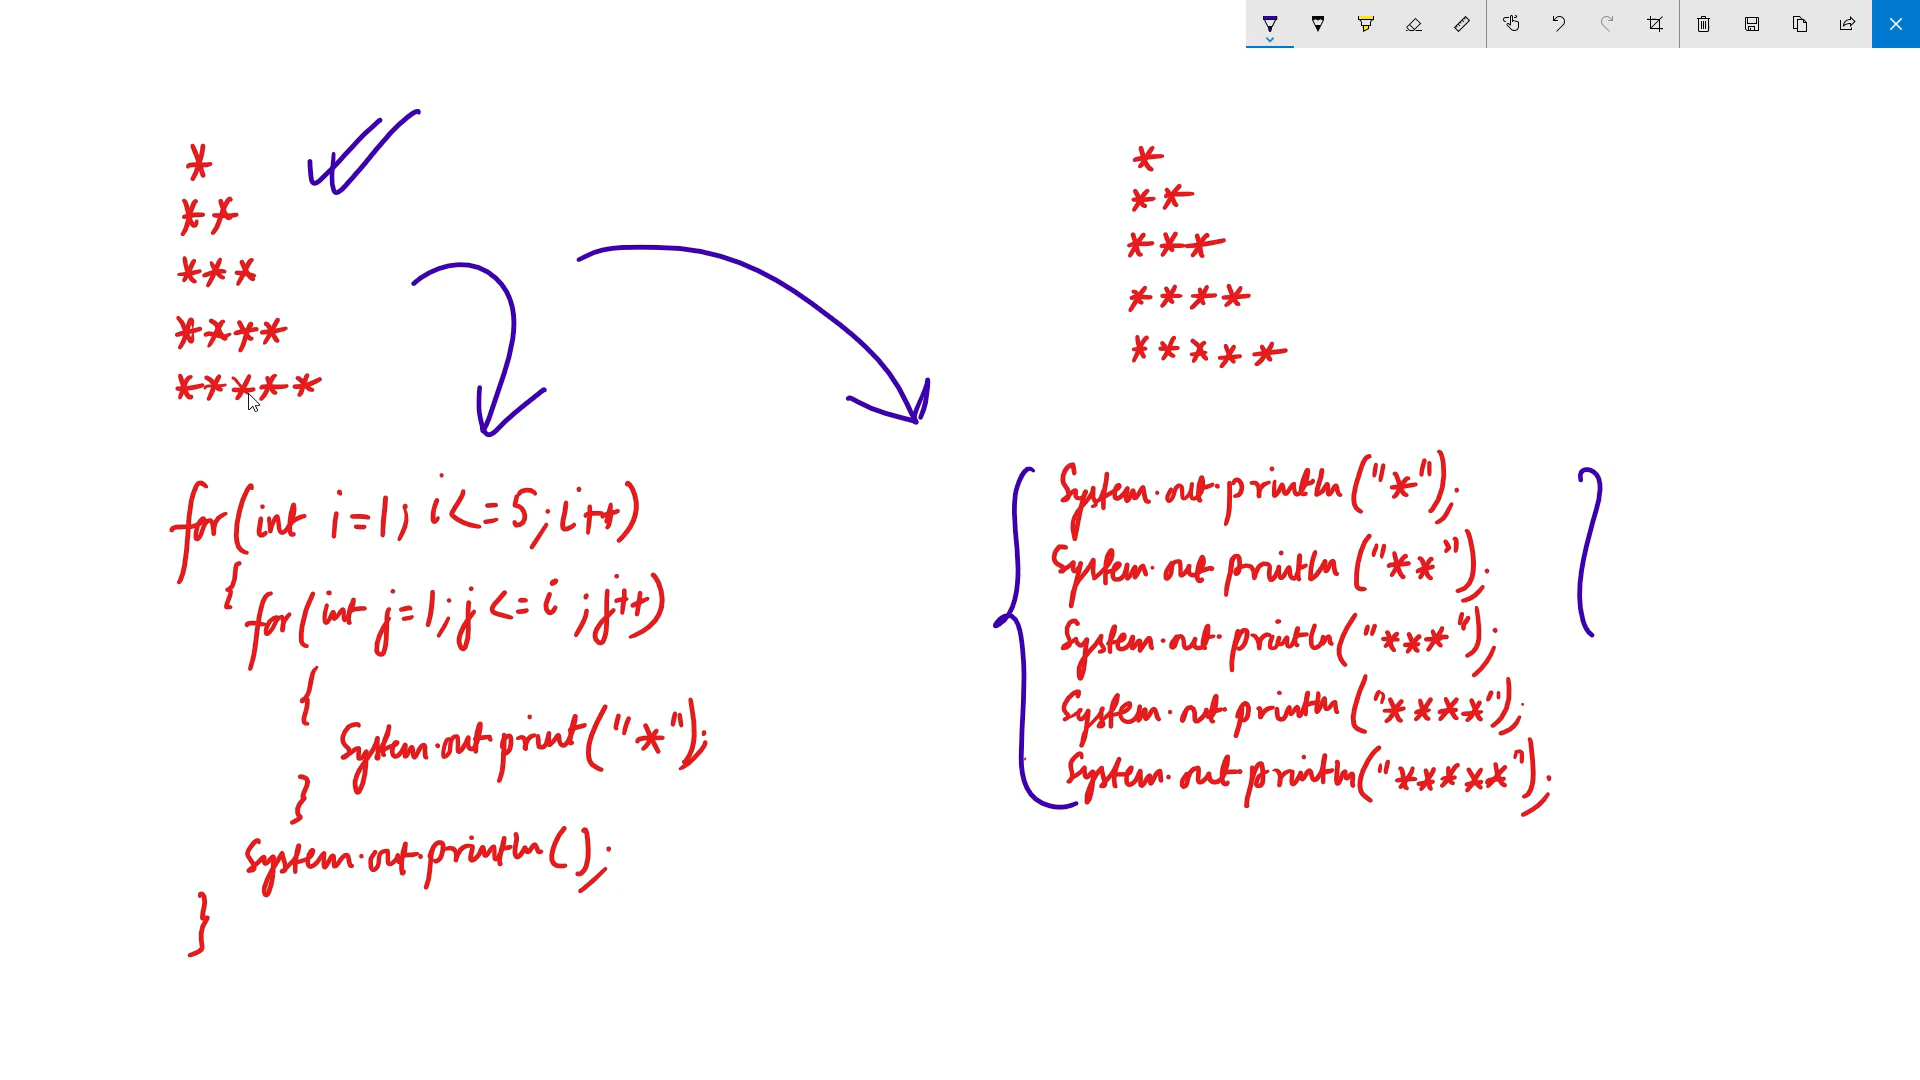 *
**
***
****
*****
for(int i=1; i<=5; i++)
{
for(int j=1; j<=i; j++)
{
System.out.print("*");
}
System.out.println();
}
*
**
***
****
*****
System.out.println("*");
System.out.println("**");
System.out.println("***");
System.out.println("****");
System.out.println("*****");